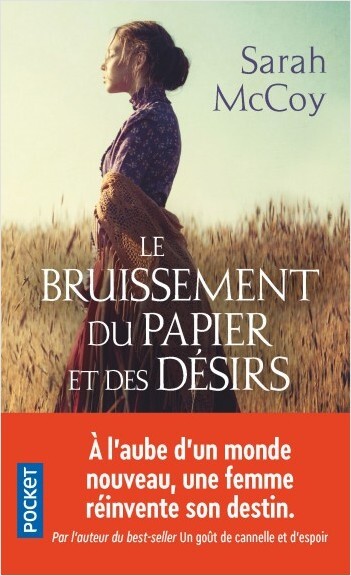 Sarah
McCoy
LE
BRUISSEMENT
DU PAPIER
ET DES DÉSIRS
À l'aube d'un monde
nouveau, une femme
réinvente son destin.
Par l'auteur du best-seller Un goût de cannelle et d'espoir
POCKET